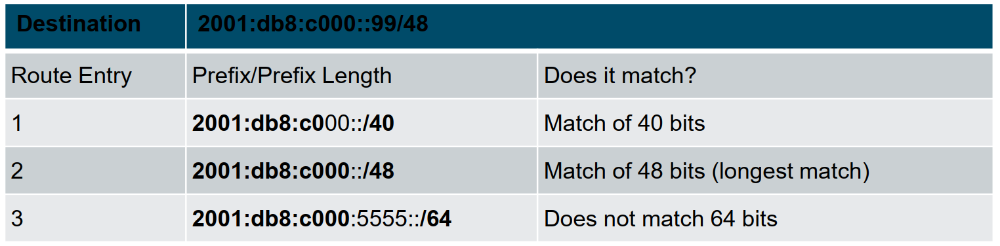 Destination 2001:db8:c000::99/48
Route Entry Prefix/Prefix Length Does it match?
1 2001:db8:c000::/40 Match of 40 bits
2 2001:db8:c000::/48 Match of 48 bits (longest match)
3 2001:db8:c000:5555::/64 Does not match 64 bits